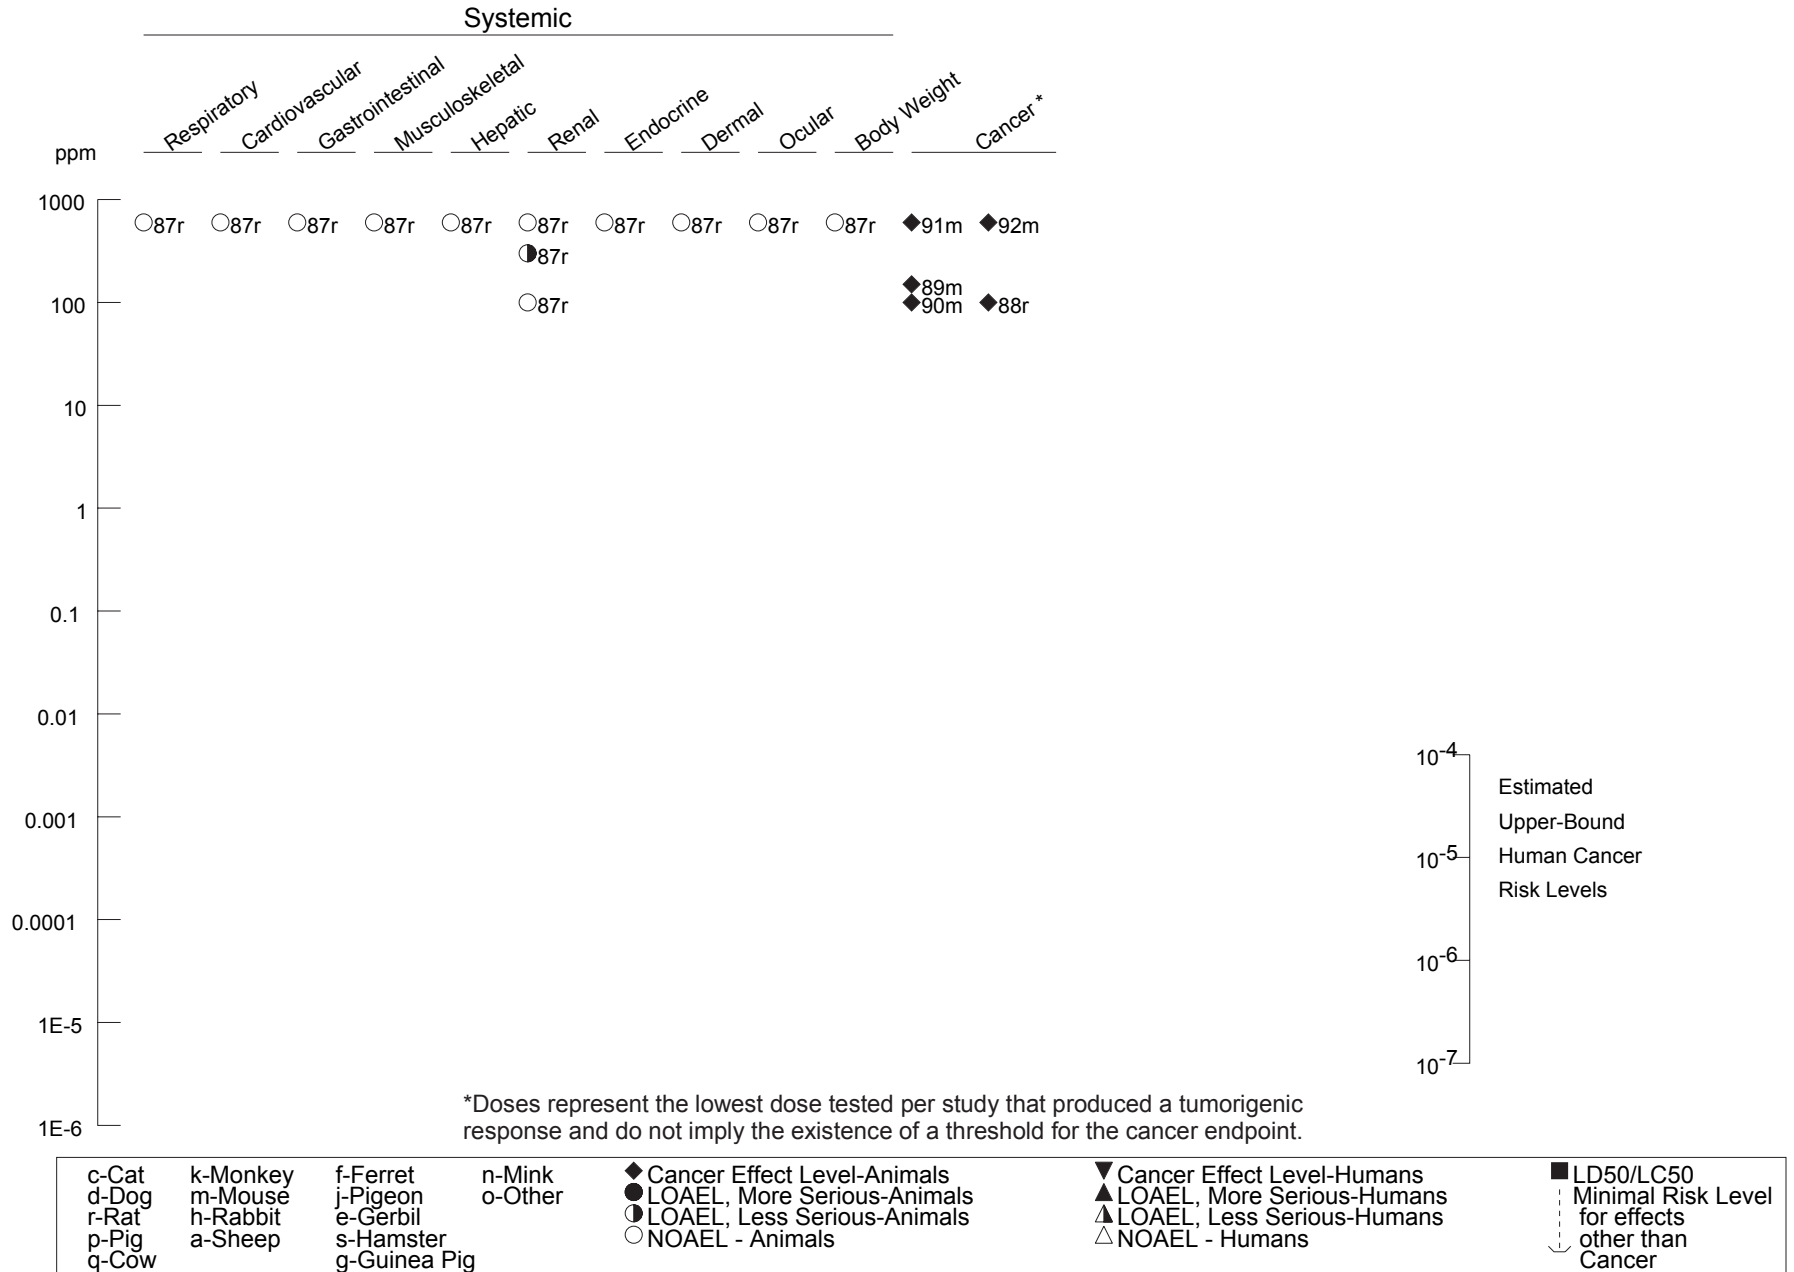 Systemic
Respiratory
Cardiovascular
Gastrointestinal
Musculoskeletal
Hepatic
Renal
Endocrine
Dermal
Ocular
Body Weight
Cancer *
ppm
1000
87r 87r 87r 87r 87r 87r 87r 87r 87r 87r 91m 92m
87r
89m
100
87r 90m 88r
10
1
0.1
0.01
0.001
0.0001
1E-5
1E-6
10-4
10-5
10-6
10-7
Estimated
Upper-Bound
Human Cancer
Risk Levels
*Doses represent the lowest dose tested per study that produced a tumorigenic
response and do not imply the existence of a threshold for the cancer endpoint.
c-Cat
d-Dog
r-Rat
p-Pig
q-Cow
k-Monkey
m-Mouse
h-Rabbit
a-Sheep
f-Ferret
j-Pigeon
e-Gerbil
s-Hamster
g-Guinea Pig
n-Mink
o-Other
Cancer Effect Level-Animals
LOAEL, More Serious-Animals
LOAEL, Less Serious-Animals
NOAEL - Animals
Cancer Effect Level-Humans
LOAEL, More Serious-Humans
LOAEL, Less Serious-Humans
NOAEL - Humans
LD50/LC50
Minimal Risk Level
for effects
other than
Cancer